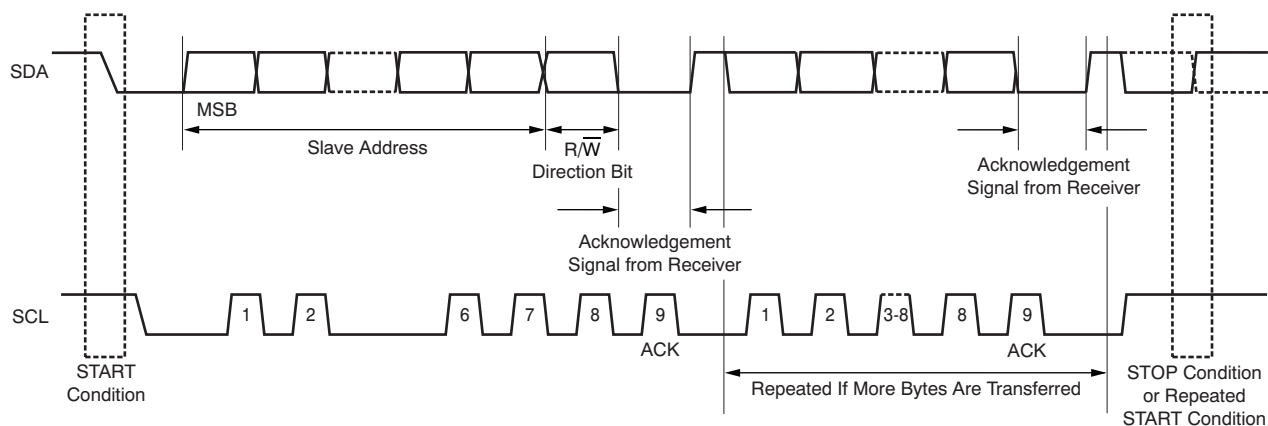 SDA
MSB
Slave Address
R/W̅
Direction Bit
Acknowledgement
Signal from Receiver
Acknowledgement
Signal from Receiver
SCL
1
2
6
7
8
9
1
2
3-8
8
9
ACK
ACK
START
Condition
Repeated If More Bytes Are Transferred
STOP Condition
or Repeated
START Condition